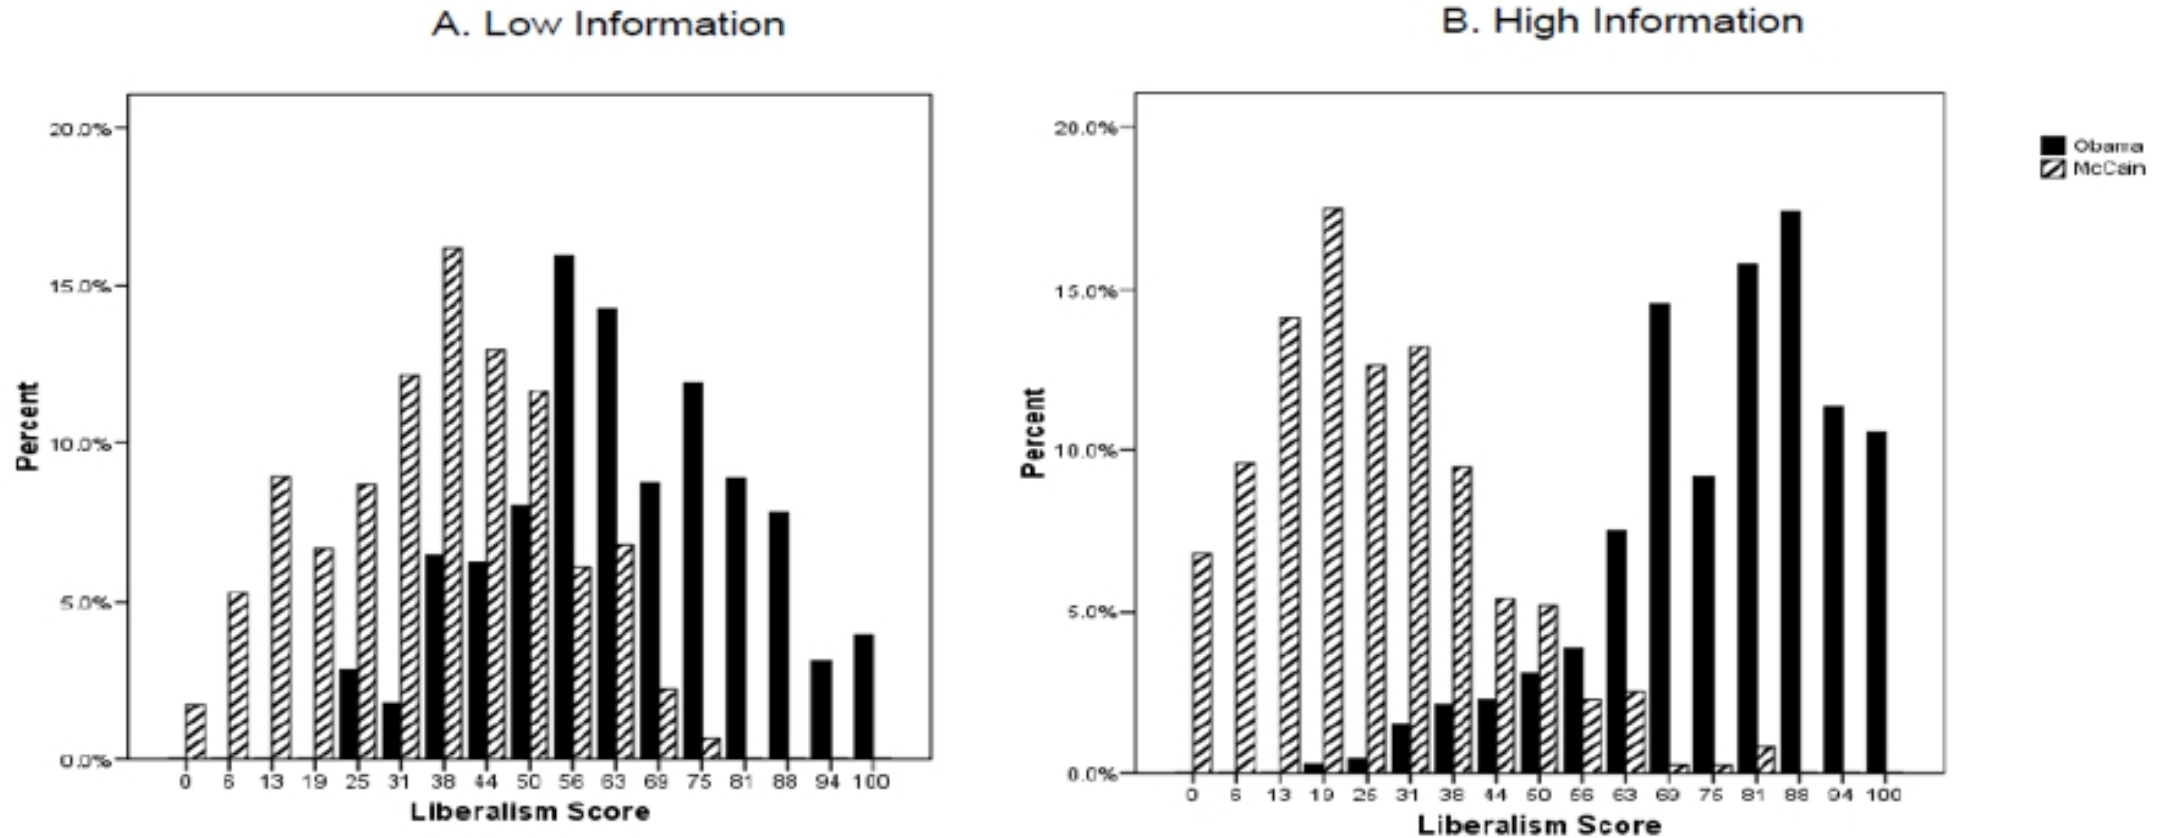 A. Low Information
B. High Information
20.0%
15.0%
10.0%
5.0%
0.0%
Percent
0 6 13 19 25 31 38 44 50 56 63 69 75 81 88 94 100
Liberalism Score
20.0%
15.0%
10.0%
5.0%
0.0%
Percent
0 6 13 19 25 31 38 44 50 56 63 69 75 81 88 94 100
Liberalism Score
Obama
McCain